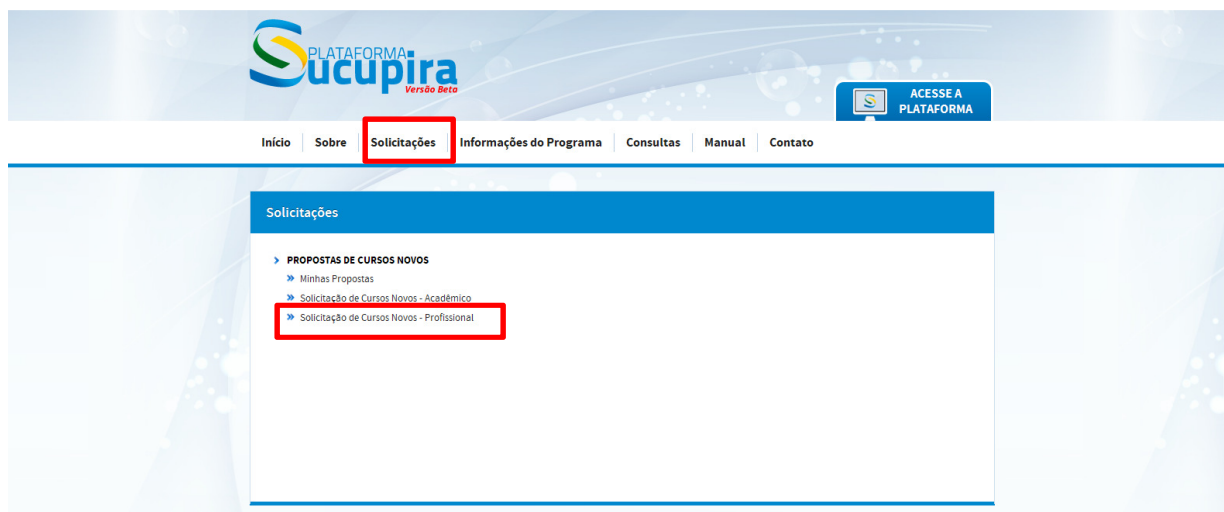 PLATAFORMA
Sucupira
Versão Beta
ACESSE A
PLATAFORMA
Início Sobre Solicitações Informações do Programa Consultas Manual Contato
Solicitações
PROPOSTAS DE CURSOS NOVOS
Minhas Propostas
Solicitação de Cursos Novos - Acadêmico
Solicitação de Cursos Novos - Profissional